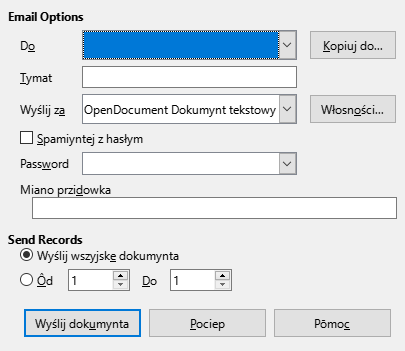 Email Options
Do
Kopiuj do...
Tymat
Wyślij za
OpenDocument Dokumynt tekstowy
Włosności...
Spamiyntej z hasłym
Password
Miano przidowka
Send Records
Wyślij wszyjske dokumynta
Ôd 1 Do 1
Wyślij dokumynta Pociep Pōmoc